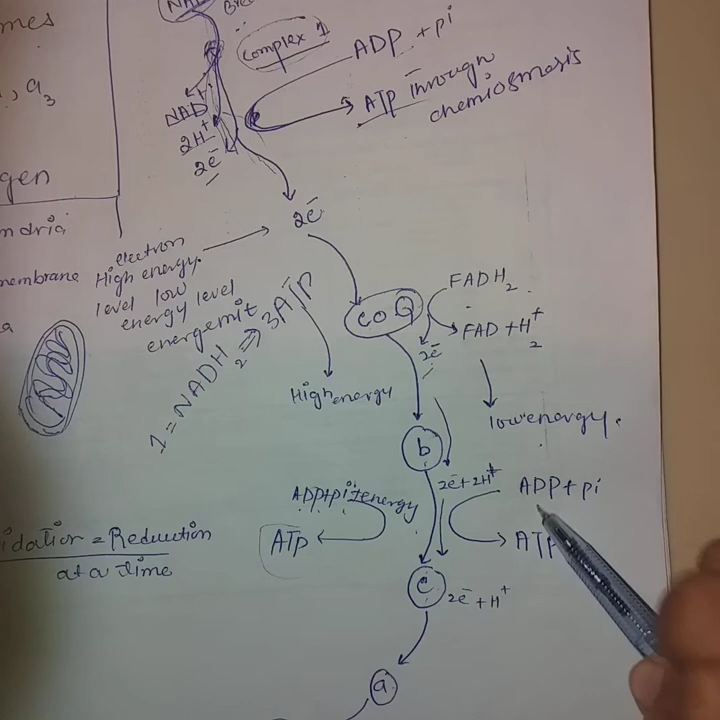 NAD
Complex 1
ADP + pi
ATP through
chemiosmosis
, a3
NAD+
2H+
2e-
gen
ndria
membrane
a
2e-
electron
High energy
level low
energy level
energemit
1 = NADH2 => 3ATP
CoQ
FADH2
FAD + H2+
2e-
High energy
low energy.
b
2e- + 2H+
ADP + pi + energy
ATP
ADP + pi
ATP
idation = Reduction
at a time
c
2e- + H+
a